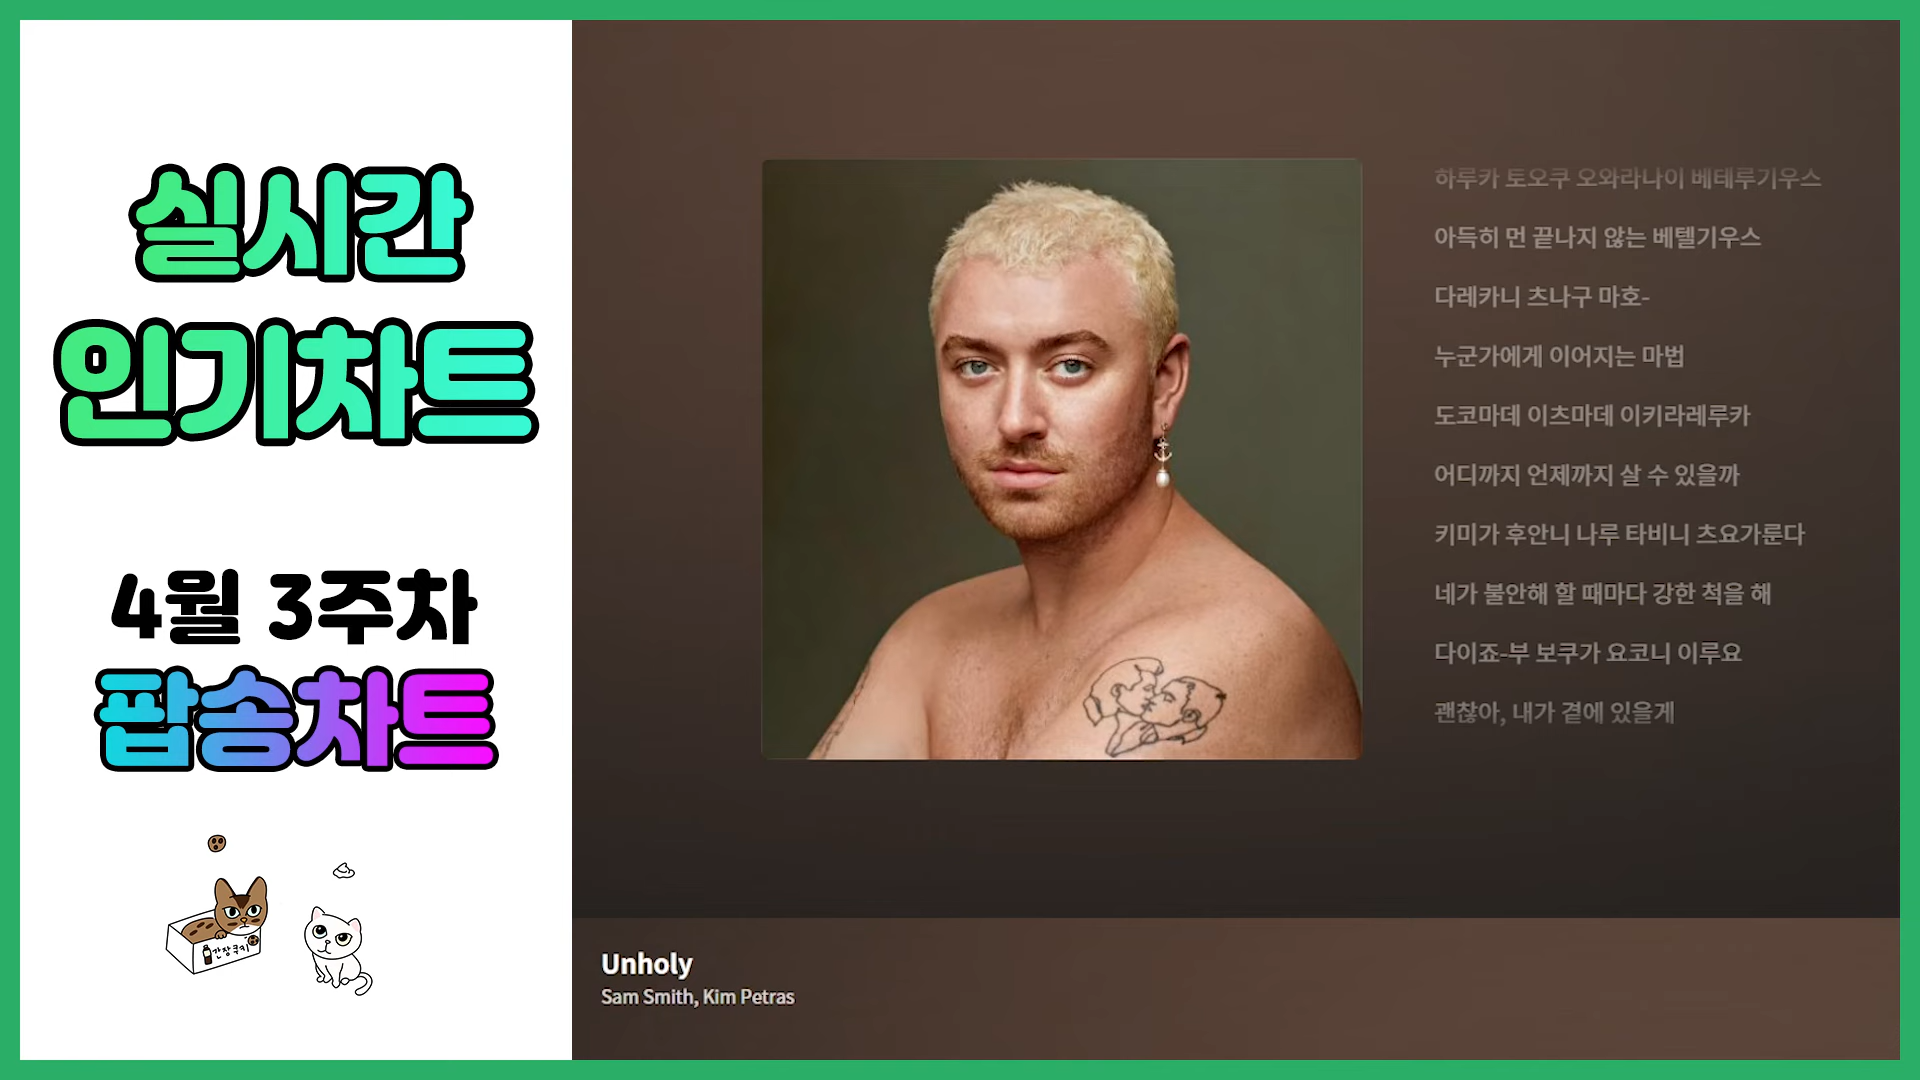 실시간
인기차트
4월 3주차
팝송차트
간장쿠키
하루카 토오쿠 오와라나이 베테루기우스
아득히 먼 끝나지 않는 베텔기우스
다레카니 츠나구 마호-
누군가에게 이어지는 마법
도코마데 이츠마데 이키라레루카
어디까지 언제까지 살 수 있을까
키미가 후안니 나루 타비니 츠요가룬다
네가 불안해 할 때마다 강한 척을 해
다이죠-부 보쿠가 요코니 이루요
괜찮아, 내가 곁에 있을게
Unholy
Sam Smith, Kim Petras